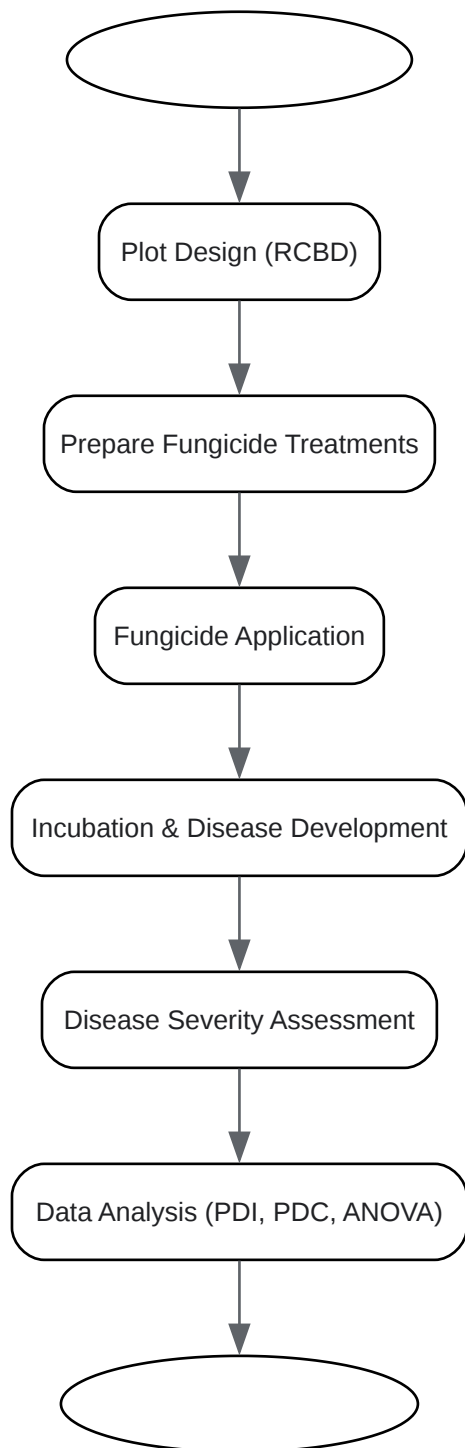 Plot Design (RCBD)
Prepare Fungicide Treatments
Fungicide Application
Incubation & Disease Development
Disease Severity Assessment
Data Analysis (PDI, PDC, ANOVA)